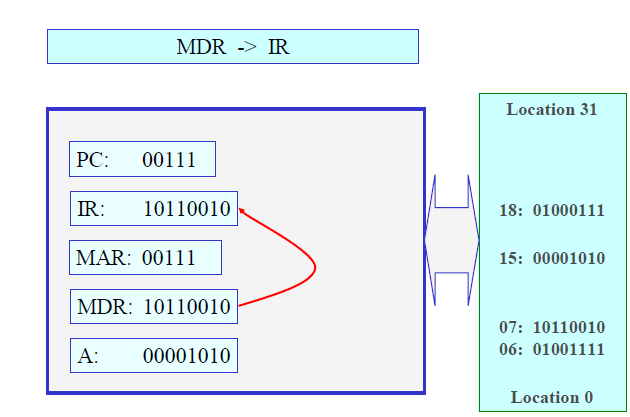 MDR -> IR
PC: 00111
IR: 10110010
MAR: 00111
MDR: 10110010
A: 00001010
Location 31
18: 01000111
15: 00001010
07: 10110010
06: 01001111
Location 0